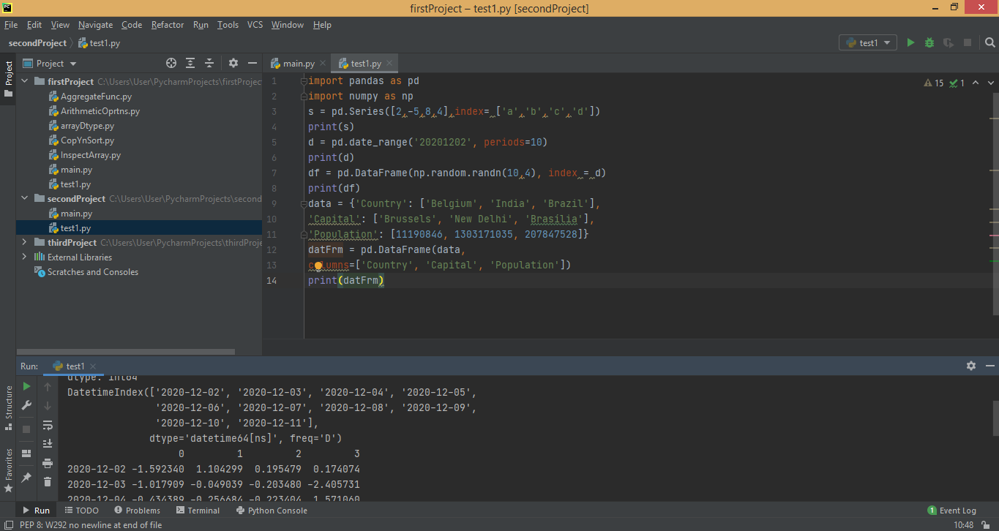 firstProject – test1.py [secondProject]
File Edit View Navigate Code Refactor Run Tools VCS Window Help
secondProject test1.py
test1
Project
Project
firstProject C:\Users\User\PycharmProjects\firstProjec
AggregateFunc.py
ArithmeticOprtns.py
arrayDtype.py
CopYnSort.py
InspectArray.py
main.py
test1.py
secondProject C:\Users\User\PycharmProjects\second
main.py
test1.py
thirdProject C:\Users\User\PycharmProjects\thirdProje
External Libraries
Scratches and Consoles
main.py test1.py
15 1
1 import pandas as pd
2 import numpy as np
3 s = pd.Series([2,-5,8,4],index= ['a','b','c','d'])
4 print(s)
5 d = pd.date_range('20201202', periods=10)
6 print(d)
7 df = pd.DataFrame(np.random.randn(10,4), index = d)
8 print(df)
9 data = {'Country': ['Belgium', 'India', 'Brazil'],
10 'Capital': ['Brussels', 'New Delhi', 'Brasília'],
11 'Population': [11190846, 1303171035, 207847528]}
12 datFrm = pd.DataFrame(data,
13 columns=['Country', 'Capital', 'Population'])
14 print(datFrm)
Run: test1
dtype: int64
DatetimeIndex(['2020-12-02', '2020-12-03', '2020-12-04', '2020-12-05',
'2020-12-06', '2020-12-07', '2020-12-08', '2020-12-09',
'2020-12-10', '2020-12-11'],
dtype='datetime64[ns]', freq='D')
0 1 2 3
2020-12-02 -1.592340 1.104299 0.195479 0.174074
2020-12-03 -1.017909 -0.049039 -0.203480 -2.405731
2020-12-04 -0.434389 -0.256684 -0.223404 1.571060
Structure
Favorites
Run TODO Problems Terminal Python Console
1 Event Log
PEP 8: W292 no newline at end of file
10:48